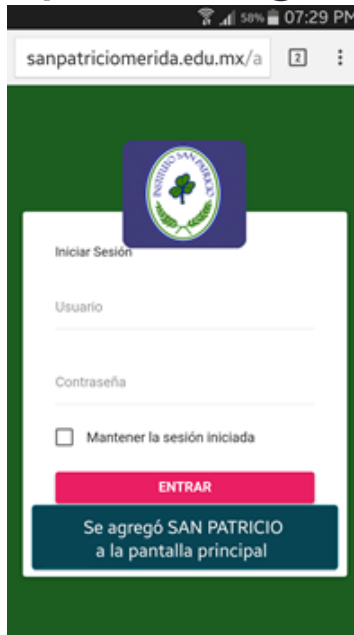 58% 07:29 PM
sanpatriciomerida.edu.mx/a 2
INSTITUTO SAN PATRICIO
Iniciar Sesión
Usuario
Contraseña
Mantener la sesión iniciada
ENTRAR
Se agregó SAN PATRICIO
a la pantalla principal